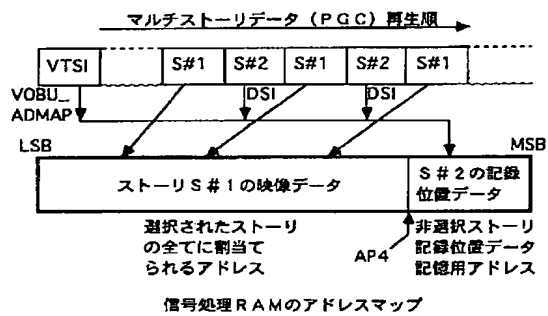 マルチストーリデータ（ＰＧＣ）再生順
VTSI S#1 S#2 S#1 S#2 S#1
VOBU_
ADMAP
DSI DSI
LSB MSB
ストーリＳ＃１の映像データ
Ｓ＃２の記録
位置データ
選択されたストーリ
の全てに割当て
られるアドレス
AP4
非選択ストーリ
記録位置データ
記憶用アドレス
信号処理ＲＡＭのアドレスマップ